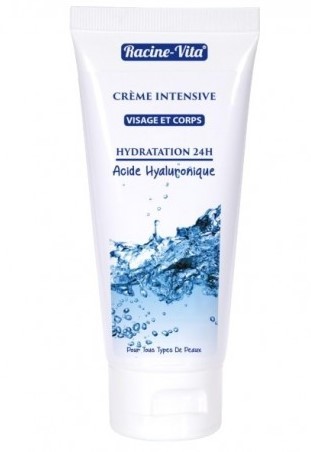 Racine-Vita®
CRÈME INTENSIVE
VISAGE ET CORPS
HYDRATATION 24H
Acide Hyaluronique
Pour Tous Types De Peaux